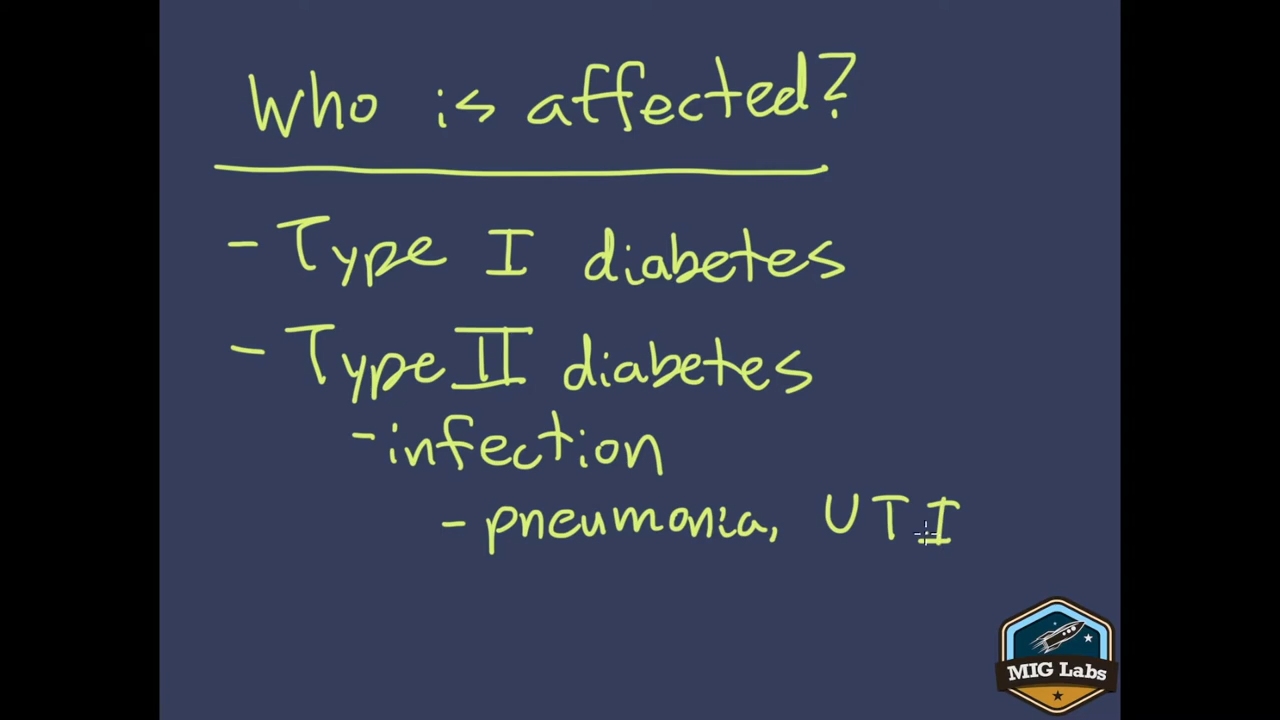 Who is affected?
- Type I diabetes
- Type II diabetes
- infection
- pneumonia, UTI
MIG Labs